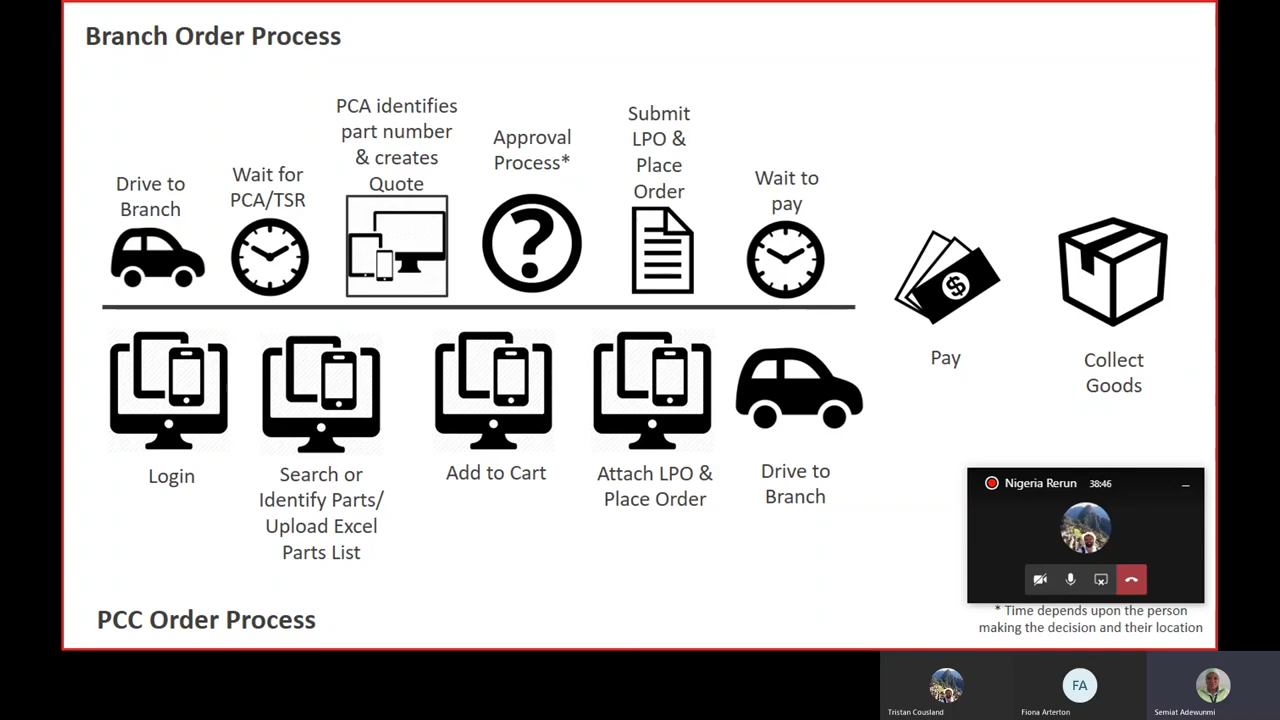 Branch Order Process
Drive to
Branch
Wait for
PCA/TSR
PCA identifies
part number
& creates
Quote
Approval
Process*
Submit
LPO &
Place
Order
Wait to
pay
Pay
Collect
Goods
Login
Search or
Identify Parts/
Upload Excel
Parts List
Add to Cart
Attach LPO &
Place Order
Drive to
Branch
PCC Order Process
Nigeria Rerun 38:46
* Time depends upon the person
making the decision and their location
Tristan Cousland
FA
Fiona Arterton
Semiat Adewunmi